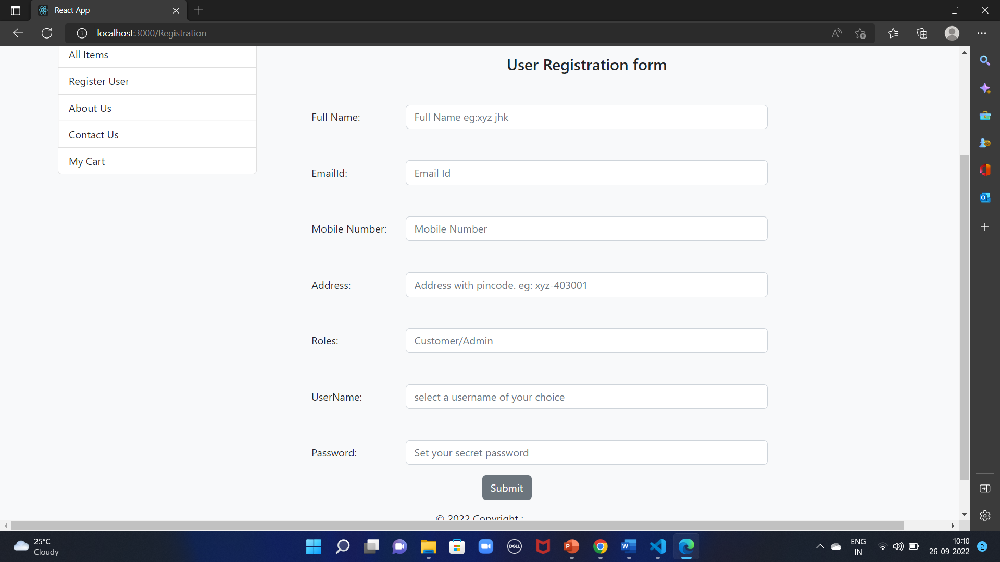 React App
localhost:3000/Registration
All Items
Register User
About Us
Contact Us
My Cart
User Registration form
Full Name:
Full Name eg:xyz jhk
EmailId:
Email Id
Mobile Number:
Mobile Number
Address:
Address with pincode. eg: xyz-403001
Roles:
Customer/Admin
UserName:
select a username of your choice
Password:
Set your secret password
Submit
© 2022 Copyright :
25°C
Cloudy
DELL
ENG
IN
10:10
26-09-2022
2